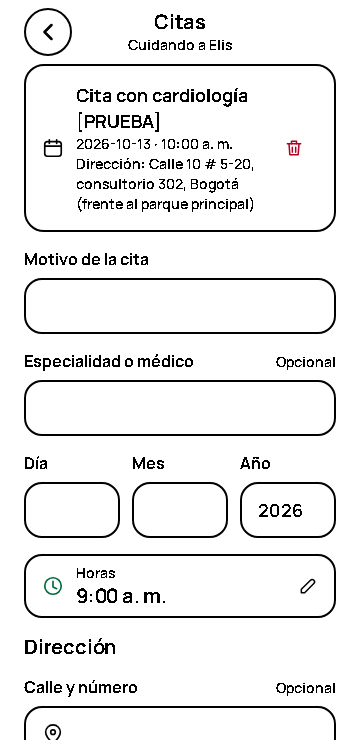 Citas
Cuidando a Elis
Cita con cardiología
[PRUEBA]
2026-10-13 · 10:00 a. m.
Dirección: Calle 10 # 5-20,
consultorio 302, Bogotá
(frente al parque principal)
Motivo de la cita
Especialidad o médico Opcional
Día Mes Año
2026
Horas
9:00 a. m.
Dirección
Calle y número Opcional